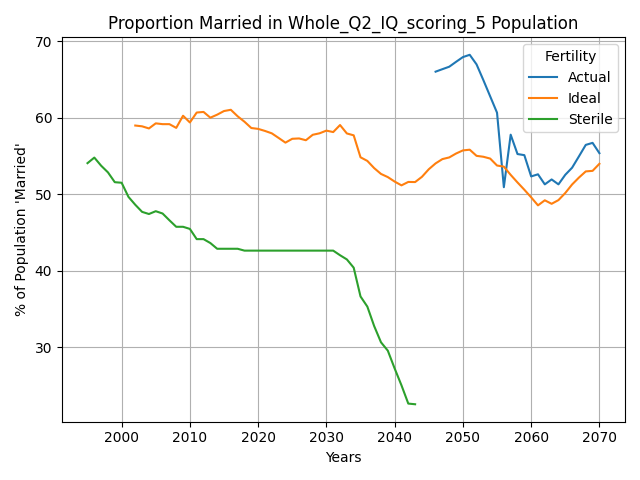 Proportion Married in Whole_Q2_IQ_scoring_5 Population
% of Population 'Married'
70
60
50
40
30
Fertility
Actual
Ideal
Sterile
2000 2010 2020 2030 2040 2050 2060 2070
Years